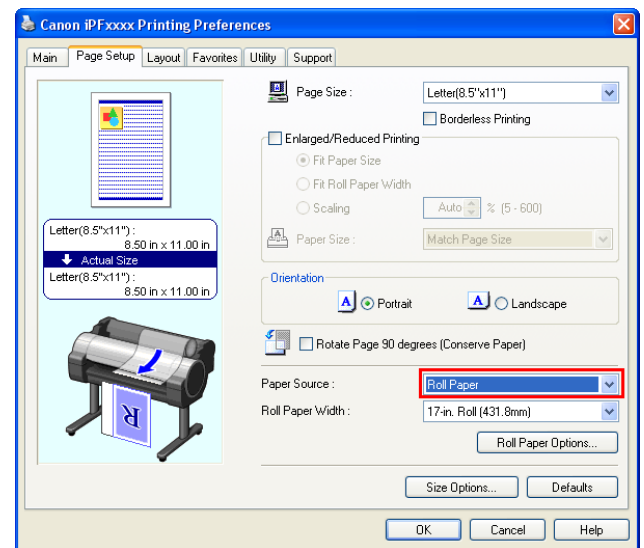 Canon iPFxxxx Printing Preferences
Main Page Setup Layout Favorites Utility Support
Page Size : Letter(8.5"x11")
Borderless Printing
Enlarged/Reduced Printing
Fit Paper Size
Fit Roll Paper Width
Scaling Auto % (5 - 600)
Paper Size : Match Page Size
Letter(8.5"x11") :
8.50 in x 11.00 in
Actual Size
Letter(8.5"x11") :
8.50 in x 11.00 in
Orientation
A Portrait A Landscape
Rotate Page 90 degrees (Conserve Paper)
Paper Source : Roll Paper
Roll Paper Width : 17-in. Roll (431.8mm)
R
Roll Paper Options...
Size Options... Defaults
OK Cancel Help